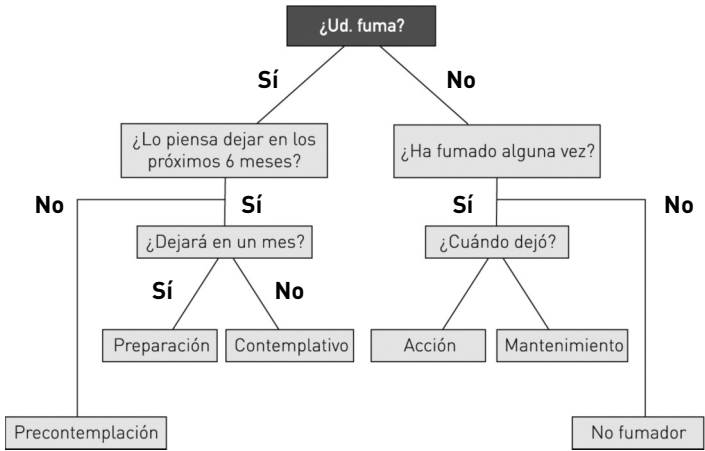 ¿Ud. fuma?
Sí
No
¿Lo piensa dejar en los
próximos 6 meses?
¿Ha fumado alguna vez?
No
Sí
Sí
No
¿Dejará en un mes?
¿Cuándo dejó?
Sí
No
Preparación
Contemplativo
Acción
Mantenimiento
Precontemplación
No fumador